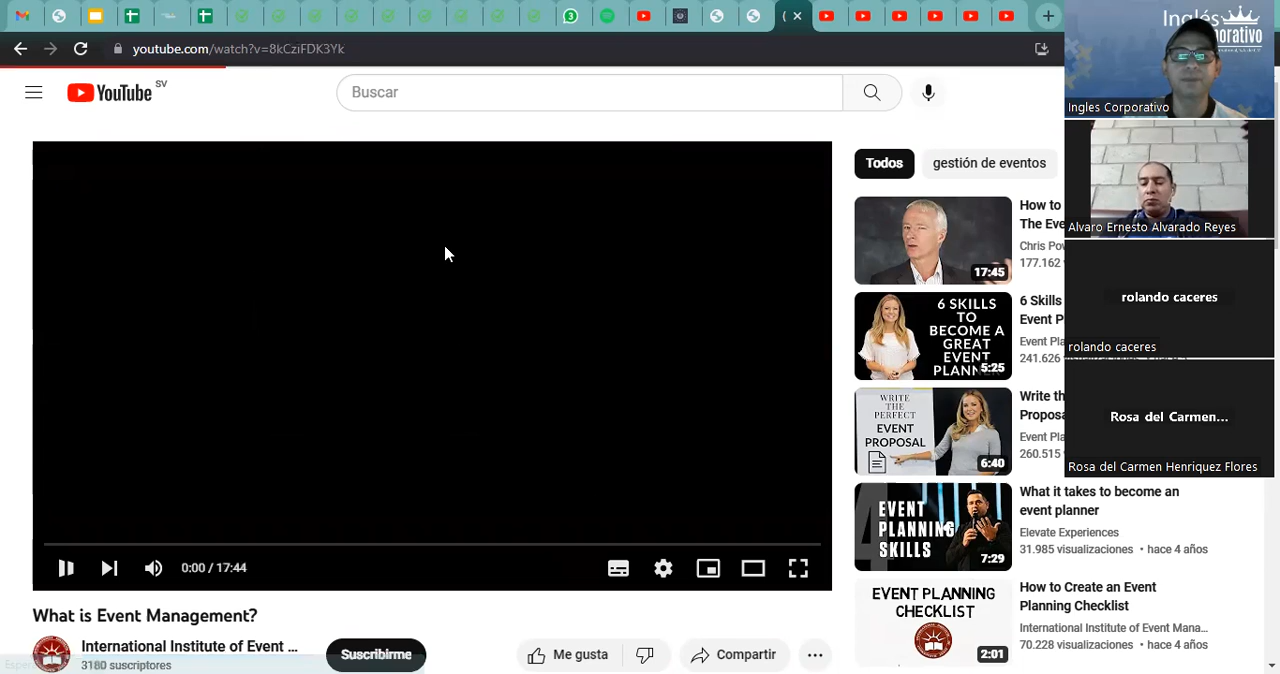 youtube.com/watch?v=8kCziFDK3Yk
YouTube SV
Buscar
0:00 / 17:44
What is Event Management?
International Institute of Event ...
3180 suscriptores
Suscribirme
Me gusta
Compartir
Todos
gestión de eventos
17:45
How to
The Eve
Chris Pow
177.162
6 SKILLS
TO
BECOME A
GREAT
EVENT
5:25
6 Skills
Event P
Event Pla
241.626
WRITE
THE
PERFECT
EVENT
PROPOSAL
6:40
Write th
Propos
Event Pla
260.515
EVENT
PLANNING
SKILLS
7:29
What it takes to become an
event planner
Elevate Experiences
31.985 visualizaciones • hace 4 años
EVENT PLANNING
CHECKLIST
2:01
How to Create an Event
Planning Checklist
International Institute of Event Mana...
70.228 visualizaciones • hace 4 años
Inglés
Ingles Corporativo
Alvaro Ernesto Alvarado Reyes
rolando caceres
rolando caceres
Rosa del Carmen...
Rosa del Carmen Henriquez Flores